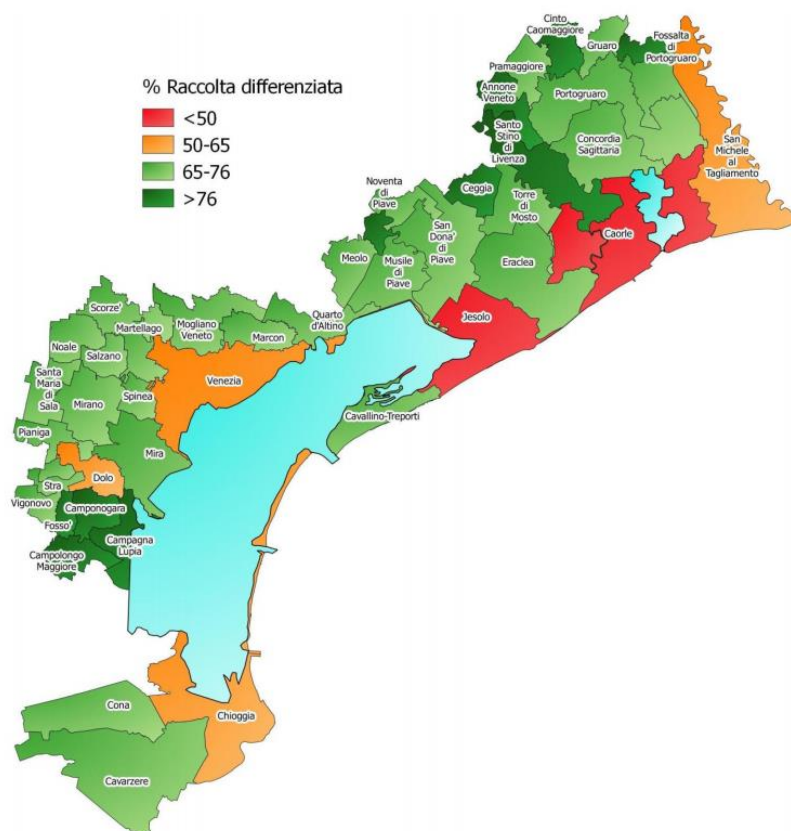 % Raccolta differenziata
<50
50-65
65-76
>76
Cinto
Caomaggiore
Gruaro
Fossalta
di
Portogruaro
Pramaggiore
Annone
Veneto
Portogruaro
Santo
Stino
di
Livenza
Concordia
Sagittaria
San
Michele
al
Tagliamento
Noventa
di
Piave
Ceggia
Torre
di
Mosto
San
Dona'
di
Piave
Caorle
Meolo
Musile
di
Piave
Eraclea
Scorze'
Martellago
Mogliano
Veneto
Marcon
Quarto
d'Altino
Jesolo
Noale
Salzano
Santa
Maria
di
Sala
Mirano
Spinea
Venezia
Cavallino-Treporti
Pianiga
Mira
Dolo
Stra
Vigonovo
Camponogara
Fosso'
Campagna
Lupia
Campolongo
Maggiore
Cona
Chioggia
Cavarzere